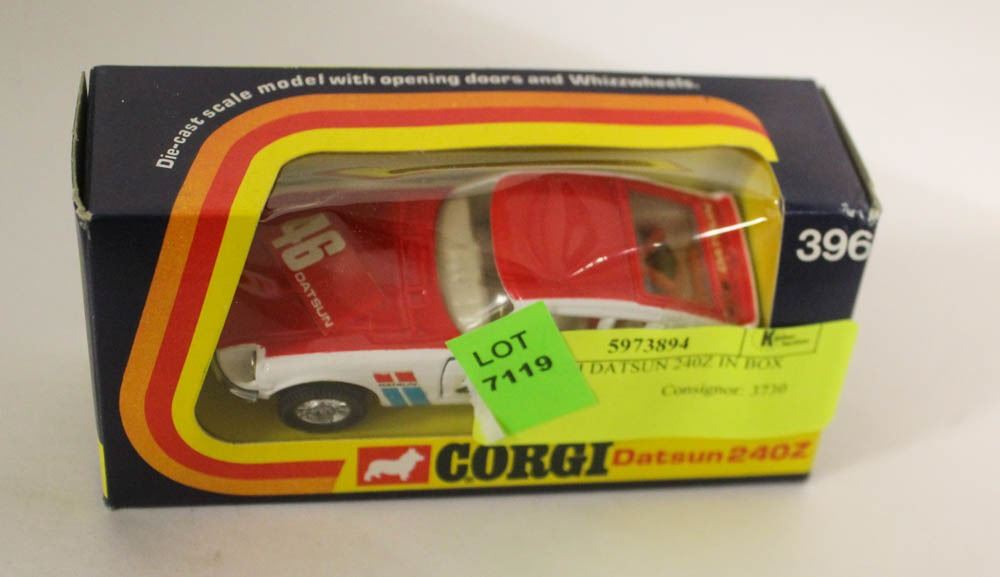 Die-cast scale model with opening doors and Whizzwheels.
396
46
DATSUN
LOT
7119
5973894
DATSUN 240Z IN BOX
Consignor: 3730
DATSUN
CORGI Datsun 240Z